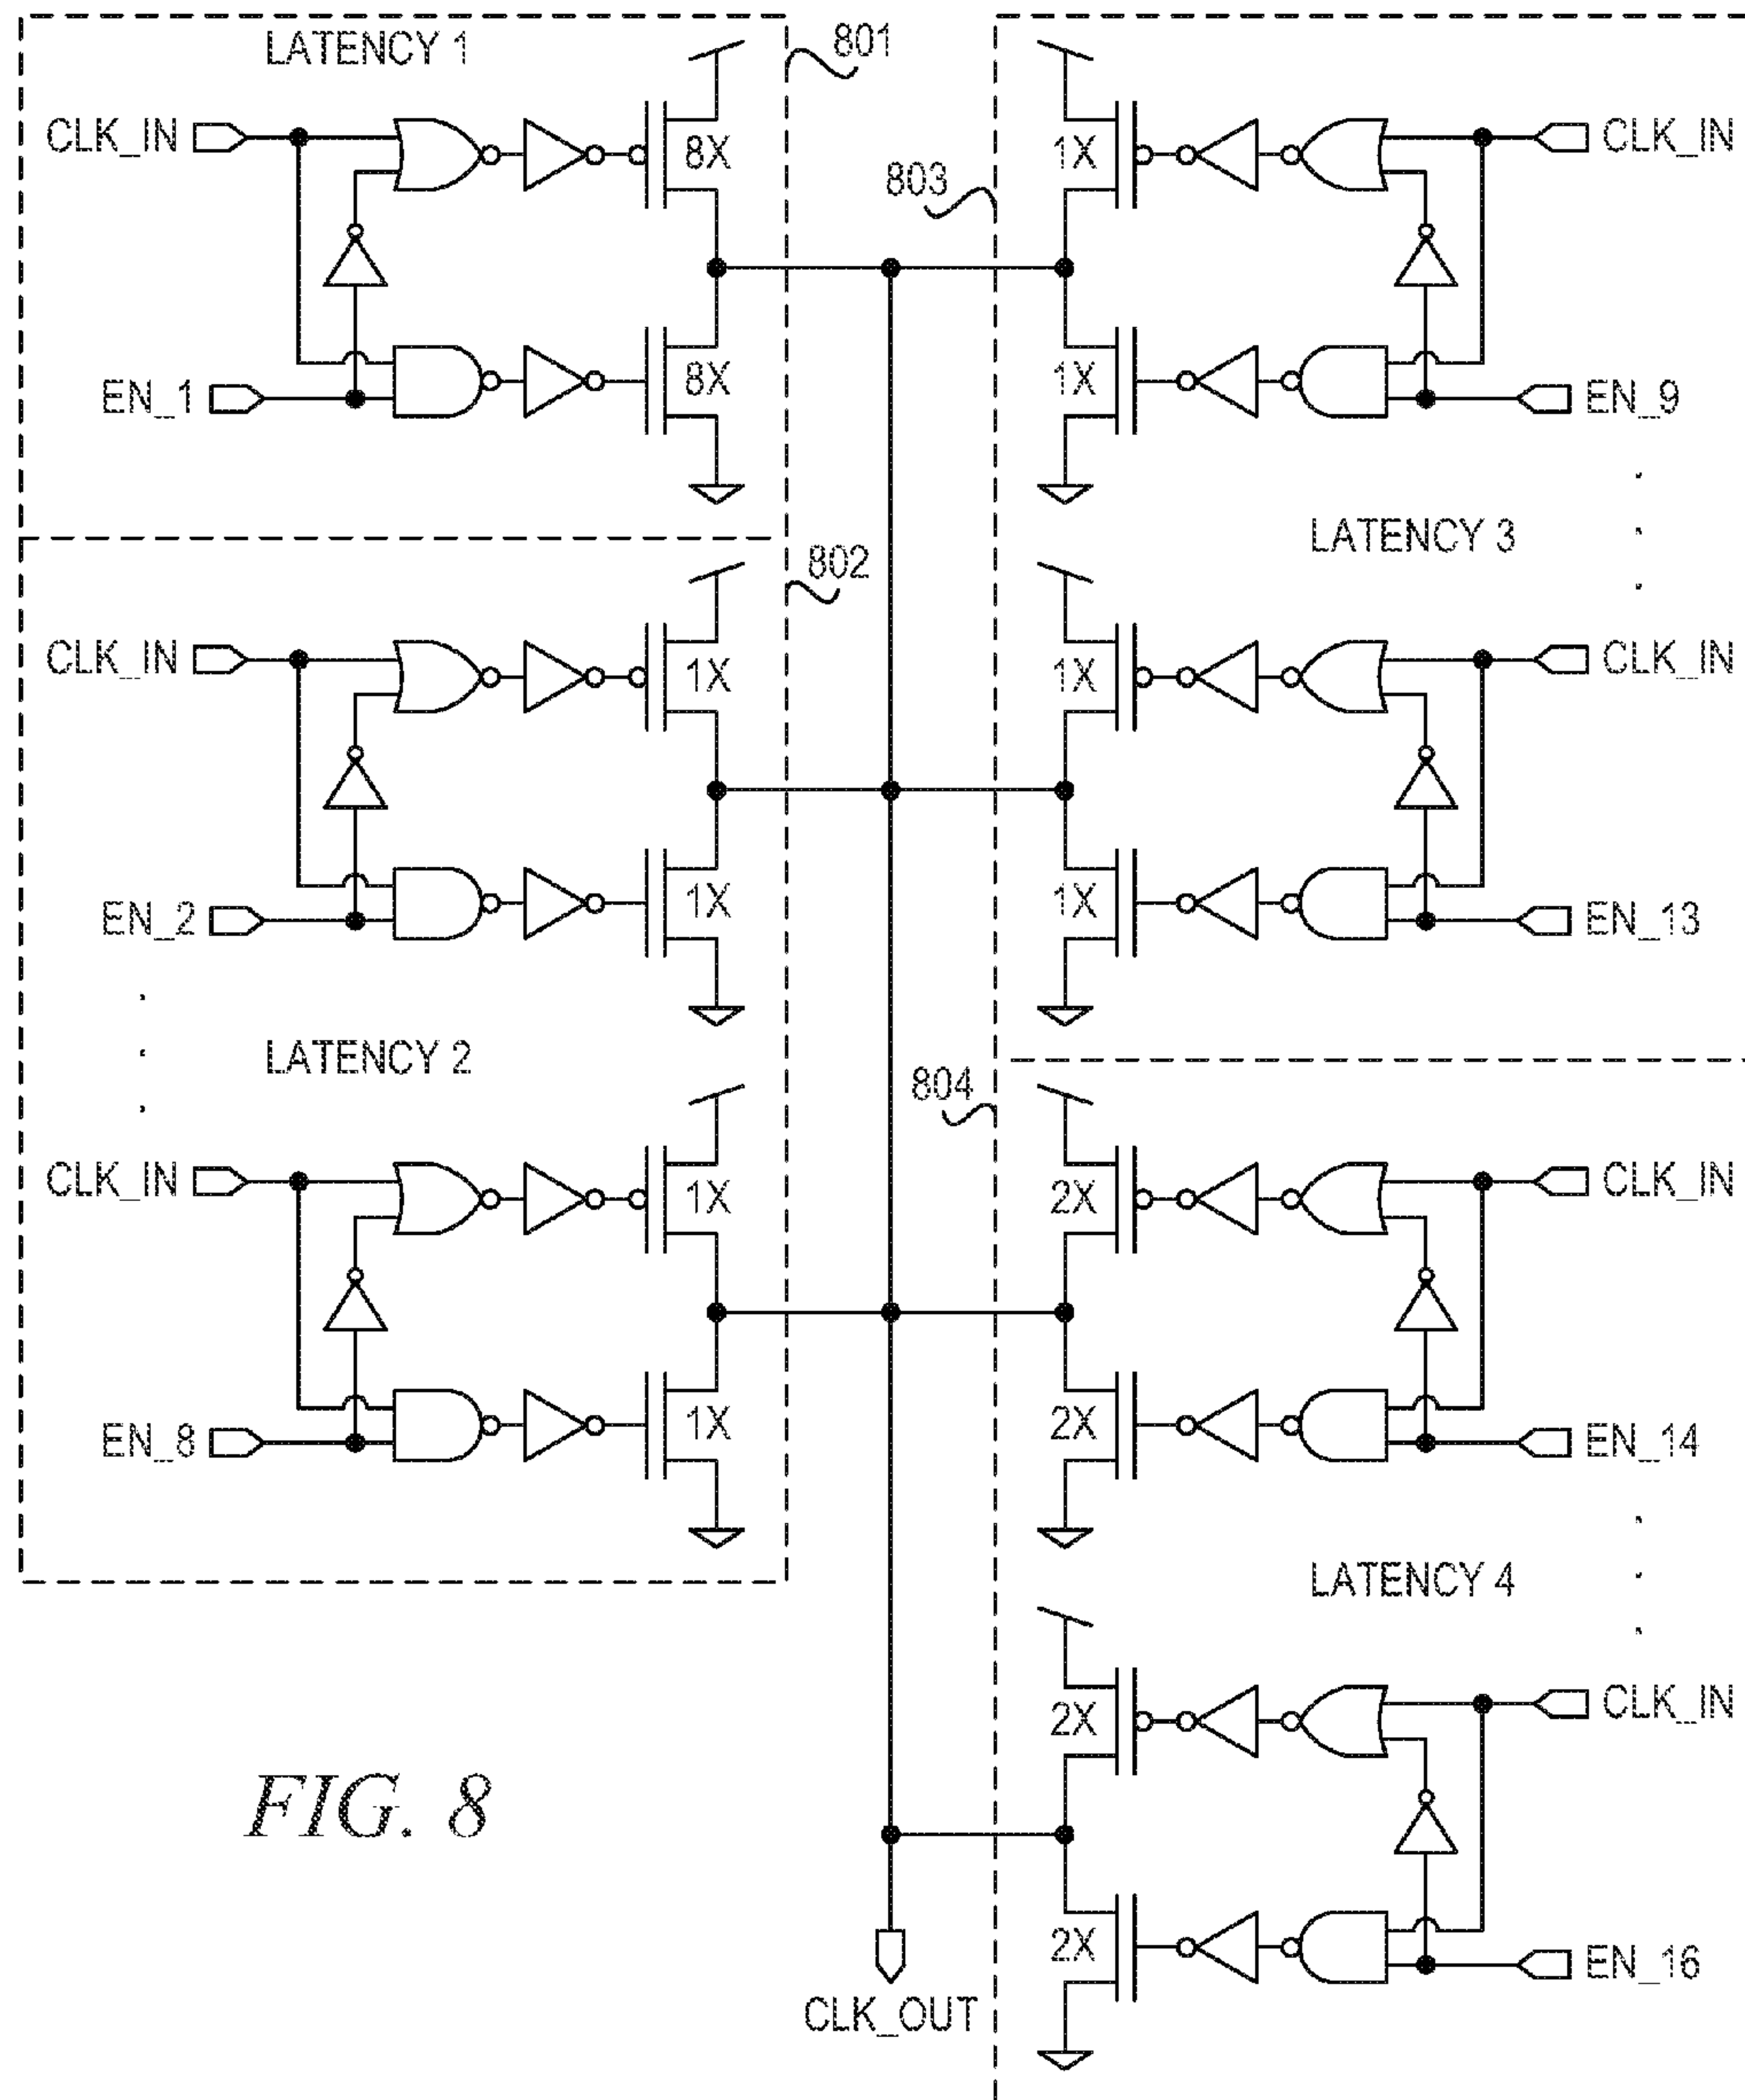 LATENCY 1
801
CLK_IN
8X
EN_1
8X
802
CLK_IN
1X
EN_2
1X
LATENCY 2
CLK_IN
1X
EN_8
1X
803
1X
CLK_IN
1X
EN_9
LATENCY 3
1X
CLK_IN
1X
EN_13
804
2X
CLK_IN
2X
EN_14
LATENCY 4
2X
CLK_IN
2X
EN_16
CLK_OUT
FIG. 8